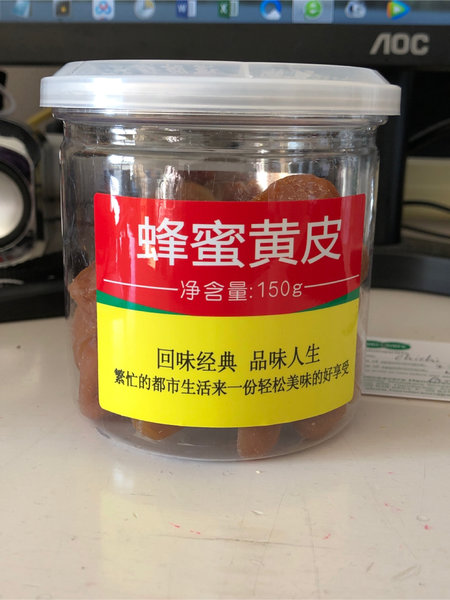 AOC
蜂蜜黄皮
净含量:150g
回味经典 品味人生
繁忙的都市生活来一份轻松美味的好享受